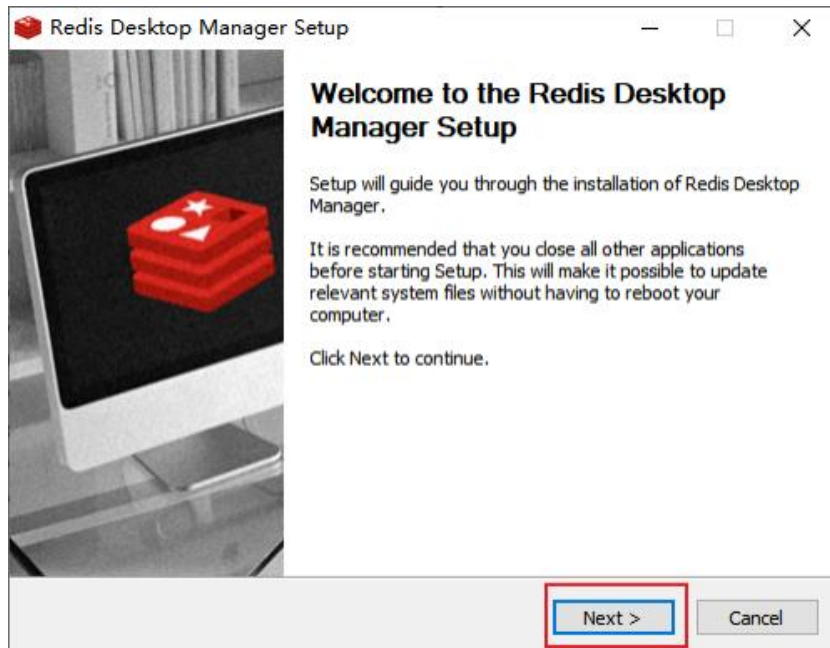 Redis Desktop Manager Setup
Welcome to the Redis Desktop
Manager Setup
Setup will guide you through the installation of Redis Desktop
Manager.
It is recommended that you close all other applications
before starting Setup. This will make it possible to update
relevant system files without having to reboot your
computer.
Click Next to continue.
Next >
Cancel